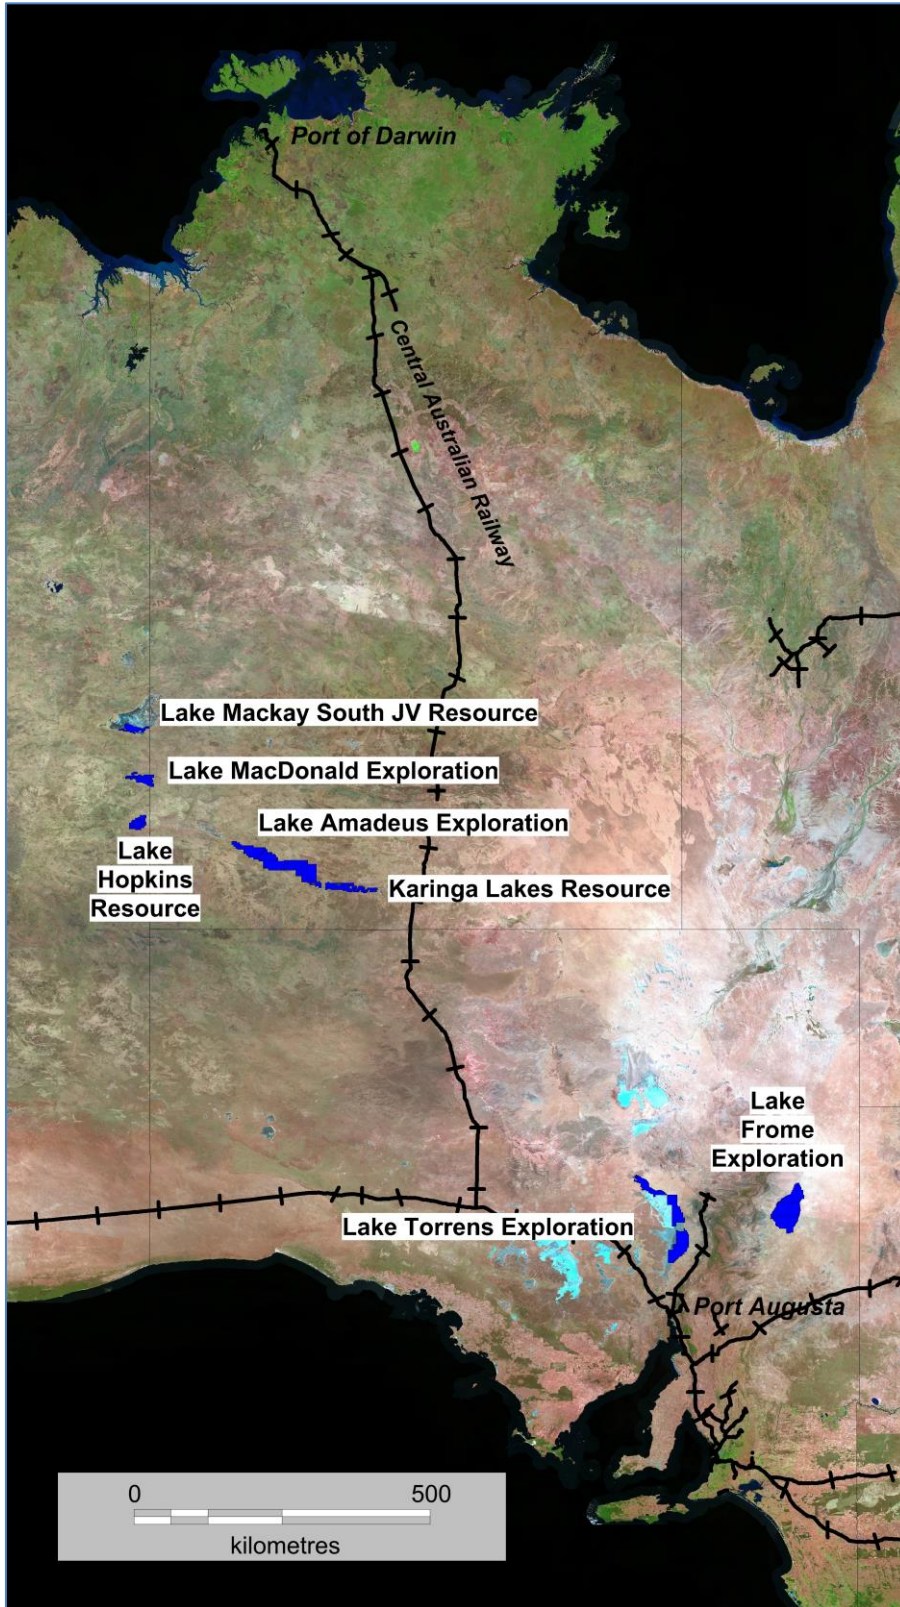 Port of Darwin
Central Australian Railway
Lake Mackay South JV Resource
Lake MacDonald Exploration
Lake Amadeus Exploration
Lake
Hopkins
Resource
Karinga Lakes Resource
Lake
Frome
Exploration
Lake Torrens Exploration
Port Augusta
0 500
kilometres